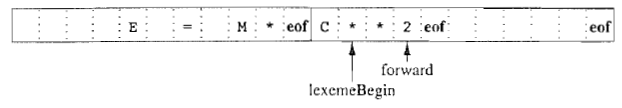 E = M * eof C * * 2 eof eof
forward
lexemeBegin